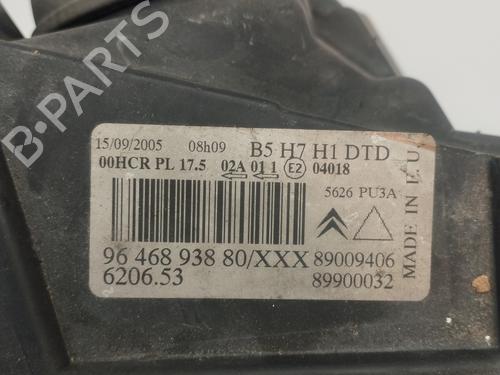 15/09/2005 08h09 B5 H7 H1 DTD
00HCR PL 17.5 02A 01 1 E2 04018
5626 PU3A
96 468 938 80/XXX 89009406
6206.53 89900032
MADE IN E.U.
B-PARTS